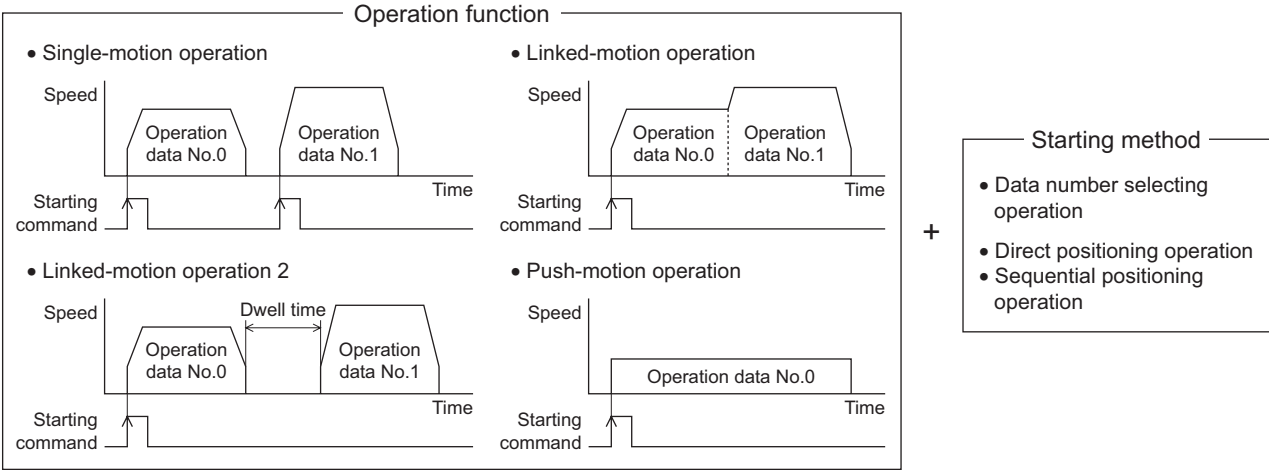 Operation function
• Single-motion operation
Speed
Operation
data No.0
Operation
data No.1
Time
Starting
command
• Linked-motion operation
Speed
Operation
data No.0
Operation
data No.1
Time
Starting
command
• Linked-motion operation 2
Speed
Dwell time
Operation
data No.0
Operation
data No.1
Time
Starting
command
• Push-motion operation
Speed
Operation data No.0
Time
Starting
command
+
Starting method
• Data number selecting
operation
• Direct positioning operation
• Sequential positioning
operation